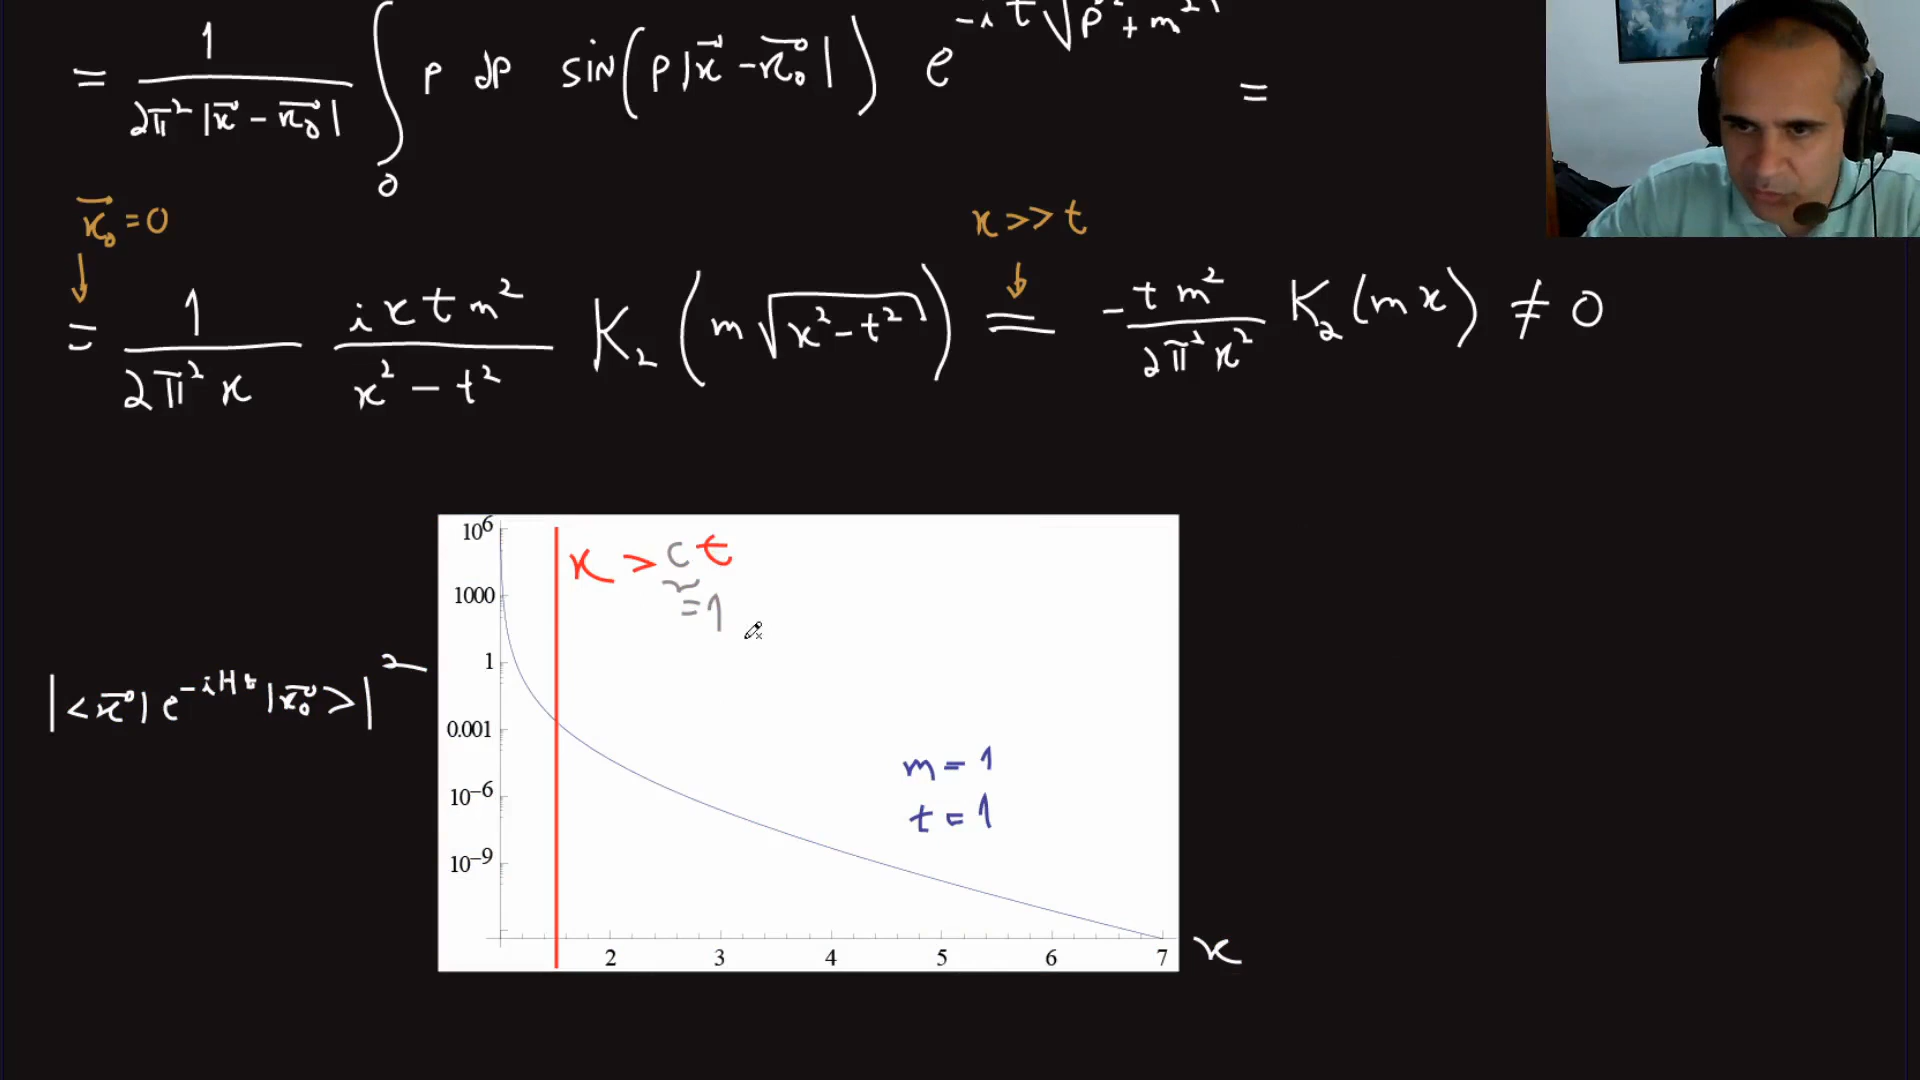 = 1 / 2π² |x⃗ - x⃗₀| ∫₀ p dp sin(p|x⃗ - x⃗₀|) e^{-it√(p²+m²)} =
x⃗₀ = 0
x >> t
= 1 / 2π² x · i x t m² / x² - t² K₂(m√(x² - t²)) = - t m² / 2π² x² K₂(mx) ≠ 0
10⁶
x > c t
1000
= 1
1
|<x⃗| e^{-iHt} |x⃗₀>|²
0.001
m = 1
10⁻⁶
t = 1
10⁻⁹
2 3 4 5 6 7 x